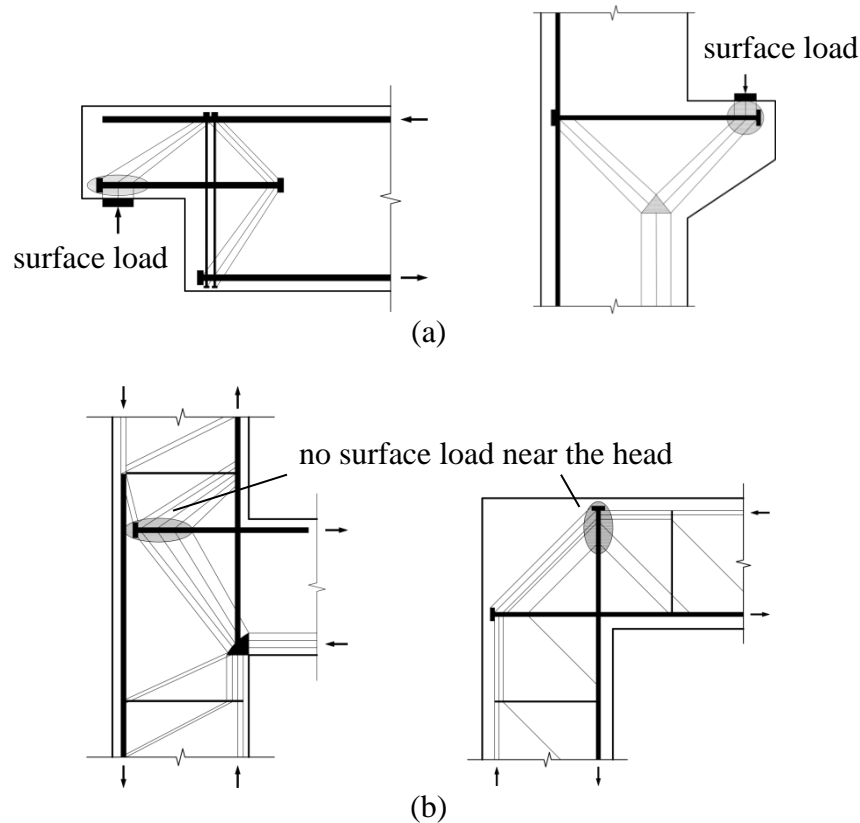 surface load
surface load
(a)
no surface load near the head
(b)